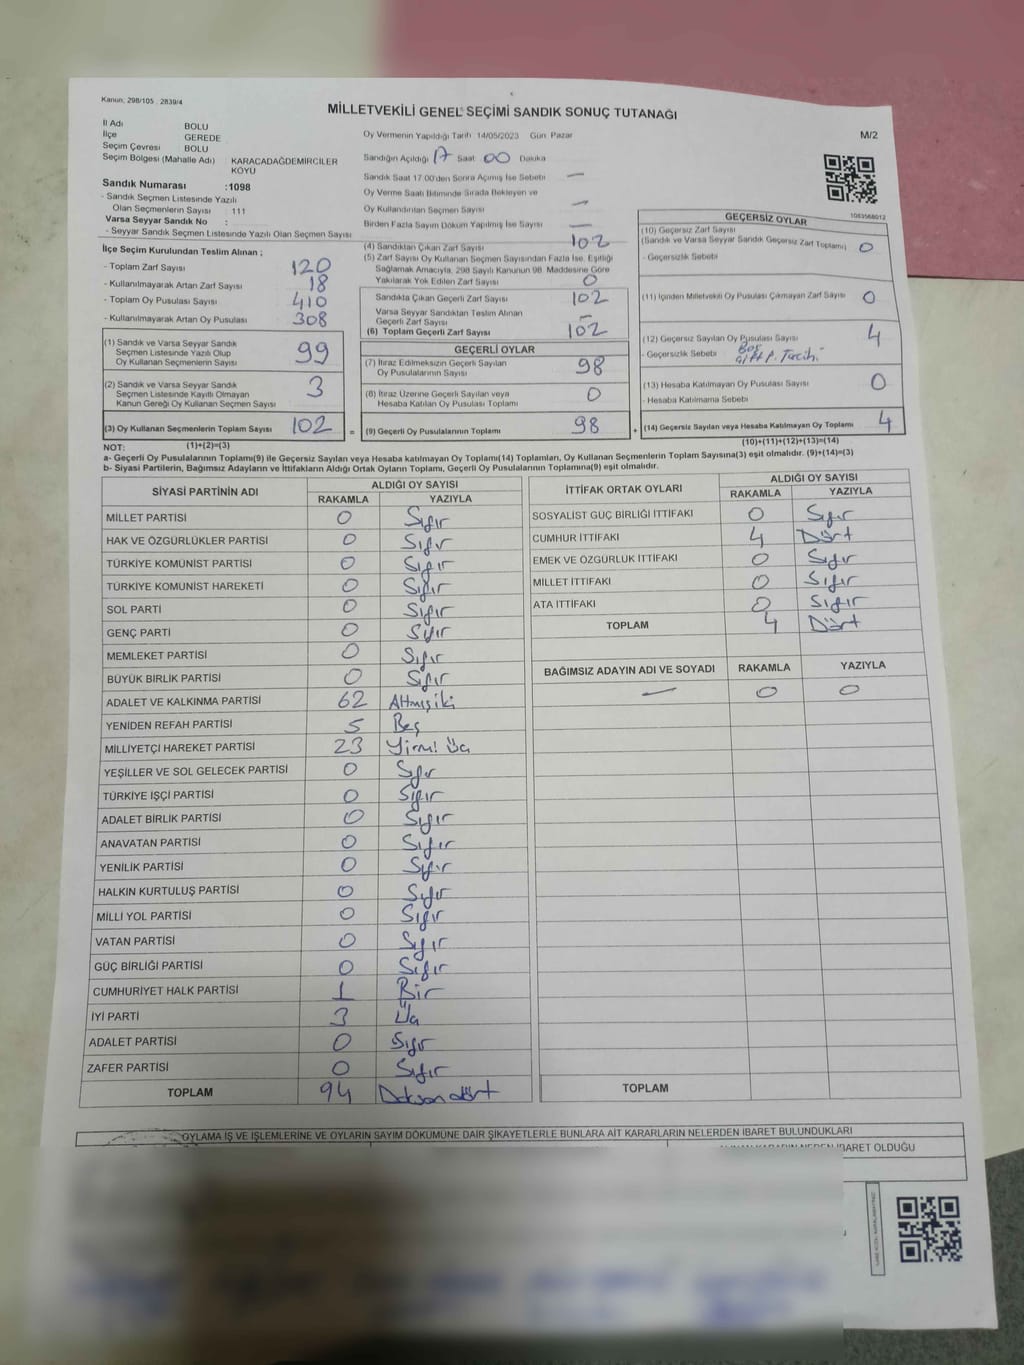 Kanun, 298/105 , 2839/4
MİLLETVEKİLİ GENEL SEÇİMİ SANDIK SONUÇ TUTANAĞI
M/2
İl Adı BOLU
İlçe GEREDE
Seçim Çevresi BOLU
Seçim Bölgesi (Mahalle Adı) KARACADAĞDEMİRCİLER KÖYÜ
Sandık Numarası :1098
- Sandık Seçmen Listesinde Yazılı
Olan Seçmenlerin Sayısı : 111
Varsa Seyyar Sandık No :
- Seyyar Sandık Seçmen Listesinde Yazılı Olan Seçmen Sayısı
Oy Vermenin Yapıldığı Tarih 14/05/2023 Gün Pazar
Sandığın Açıldığı 17 Saat 00 Dakika
Sandık Saat 17.00'den Sonra Açılmış İse Sebebi —
Oy Verme Saati Bitiminde Sırada Bekleyen ve
Oy Kullandırılan Seçmen Sayısı —
Birden Fazla Sayım Döküm Yapılmış İse Sayısı —
İlçe Seçim Kurulundan Teslim Alınan ;
- Toplam Zarf Sayısı 120
- Kullanılmayarak Artan Zarf Sayısı 18
- Toplam Oy Pusulası Sayısı 410
- Kullanılmayarak Artan Oy Pusulası 308
(1) Sandık ve Varsa Seyyar Sandık
Seçmen Listesinde Yazılı Olup
Oy Kullanan Seçmenlerin Sayısı 99
(2) Sandık ve Varsa Seyyar Sandık
Seçmen Listesinde Kayıtlı Olmayan
Kanun Gereği Oy Kullanan Seçmen Sayısı 3
(3) Oy Kullanan Seçmenlerin Toplam Sayısı 102
(1)+(2)=(3)
(4) Sandıktan Çıkan Zarf Sayısı 102
(5) Zarf Sayısı Oy Kullanan Seçmen Sayısından Fazla İse, Eşitliği
Sağlamak Amacıyla, 298 Sayılı Kanunun 98. Maddesine Göre
Yakılarak Yok Edilen Zarf Sayısı 0
Sandıkta Çıkan Geçerli Zarf Sayısı 102
Varsa Seyyar Sandıktan Teslim Alınan
Geçerli Zarf Sayısı —
(6) Toplam Geçerli Zarf Sayısı 102
GEÇERLİ OYLAR
(7) İtiraz Edilmeksizin Geçerli Sayılan
Oy Pusulalarının Sayısı 98
(8) İtiraz Üzerine Geçerli Sayılan veya
Hesaba Katılan Oy Pusulası Toplamı 0
= (9) Geçerli Oy Pusulalarının Toplamı 98
1083568012
GEÇERSİZ OYLAR
(10) Geçersiz Zarf Sayısı
(Sandık ve Varsa Seyyar Sandık Geçersiz Zarf Toplamı) 0
- Geçersizlik Sebebi
(11) İçinden Milletvekili Oy Pusulası Çıkmayan Zarf Sayısı 0
(12) Geçersiz Sayılan Oy Pusulası Sayısı 4
- Geçersizlik Sebebi Boş
Tercihi
(13) Hesaba Katılmayan Oy Pusulası Sayısı 0
- Hesaba Katılmama Sebebi
+ (14) Geçersiz Sayılan veya Hesaba Katılmayan Oy Toplamı 4
(10)+(11)+(12)+(13)=(14)
NOT:
a- Geçerli Oy Pusulalarının Toplamı(9) ile Geçersiz Sayılan veya Hesaba katılmayan Oy Toplamı(14) Toplamları, Oy Kullanan Seçmenlerin Toplam Sayısına(3) eşit olmalıdır. (9)+(14)=(3)
b- Siyasi Partilerin, Bağımsız Adayların ve İttifakların Aldığı Ortak Oyların Toplamı, Geçerli Oy Pusulalarının Toplamına(9) eşit olmalıdır.
SİYASİ PARTİNİN ADI ALDIĞI OY SAYISI
RAKAMLA YAZIYLA
MİLLET PARTİSİ 0 Sıfır
HAK VE ÖZGÜRLÜKLER PARTİSİ 0 Sıfır
TÜRKİYE KOMÜNİST PARTİSİ 0 Sıfır
TÜRKİYE KOMÜNİST HAREKETİ 0 Sıfır
SOL PARTİ 0 Sıfır
GENÇ PARTİ 0 Sıfır
MEMLEKET PARTİSİ 0 Sıfır
BÜYÜK BİRLİK PARTİSİ 0 Sıfır
ADALET VE KALKINMA PARTİSİ 62 Altmışiki
YENİDEN REFAH PARTİSİ 5 Beş
MİLLİYETÇİ HAREKET PARTİSİ 23 Yirmi Üç
YEŞİLLER VE SOL GELECEK PARTİSİ 0 Sıfır
TÜRKİYE İŞÇİ PARTİSİ 0 Sıfır
ADALET BİRLİK PARTİSİ 0 Sıfır
ANAVATAN PARTİSİ 0 Sıfır
YENİLİK PARTİSİ 0 Sıfır
HALKIN KURTULUŞ PARTİSİ 0 Sıfır
MİLLİ YOL PARTİSİ 0 Sıfır
VATAN PARTİSİ 0 Sıfır
GÜÇ BİRLİĞİ PARTİSİ 0 Sıfır
CUMHURİYET HALK PARTİSİ 1 Bir
İYİ PARTİ 3 Üç
ADALET PARTİSİ 0 Sıfır
ZAFER PARTİSİ 0 Sıfır
TOPLAM 94 Doksandört
İTTİFAK ORTAK OYLARI ALDIĞI OY SAYISI
RAKAMLA YAZIYLA
SOSYALİST GÜÇ BİRLİĞİ İTTİFAKI 0 Sıfır
CUMHUR İTTİFAKI 4 Dört
EMEK VE ÖZGÜRLÜK İTTİFAKI 0 Sıfır
MİLLET İTTİFAKI 0 Sıfır
ATA İTTİFAKI 0 Sıfır
TOPLAM 4 Dört
BAĞIMSIZ ADAYIN ADI VE SOYADI RAKAMLA YAZIYLA
— 0 0
TOPLAM
OYLAMA İŞ VE İŞLEMLERİNE VE OYLARIN SAYIM DÖKÜMÜNE DAİR ŞİKAYETLERLE BUNLARA AİT KARARLARIN NELERDEN İBARET BULUNDUKLARI
İBARET OLDUĞU